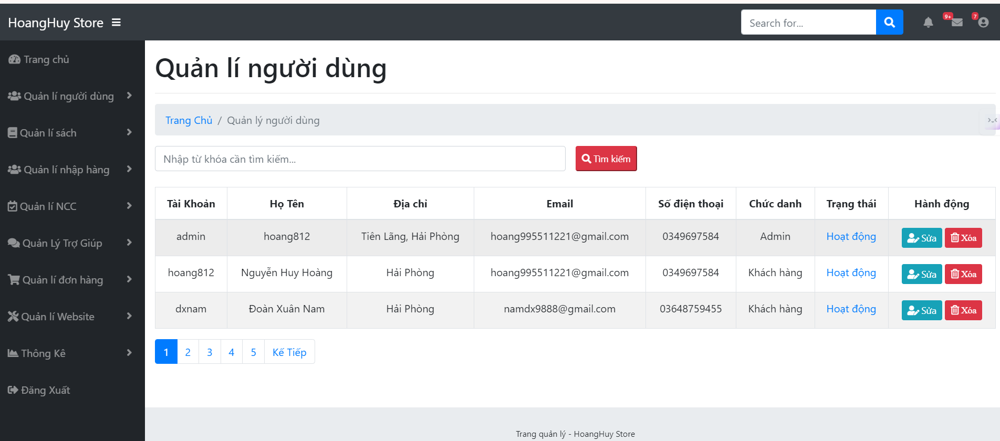 HoangHuy Store
Search for...
9+
7
Trang chủ
Quản lí người dùng
Quản lí sách
Quản lí nhập hàng
Quản lí NCC
Quản Lý Trợ Giúp
Quản lí đơn hàng
Quản lí Website
Thông Kê
Đăng Xuất
Quản lí người dùng
Trang Chủ / Quản lý người dùng
Nhập từ khóa cần tìm kiếm...
Tìm kiếm
Tài Khoản Họ Tên Địa chỉ Email Số điện thoại Chức danh Trạng thái Hành động
admin hoang812 Tiên Lãng, Hải Phòng hoang995511221@gmail.com 0349697584 Admin Hoạt động Sửa Xóa
hoang812 Nguyễn Huy Hoàng Hải Phòng hoang995511221@gmail.com 0349697584 Khách hàng Hoạt động Sửa Xóa
dxnam Đoàn Xuân Nam Hải Phòng namdx9888@gmail.com 03648759455 Khách hàng Hoạt động Sửa Xóa
1 2 3 4 5 Kế Tiếp
Trang quản lý - HoangHuy Store